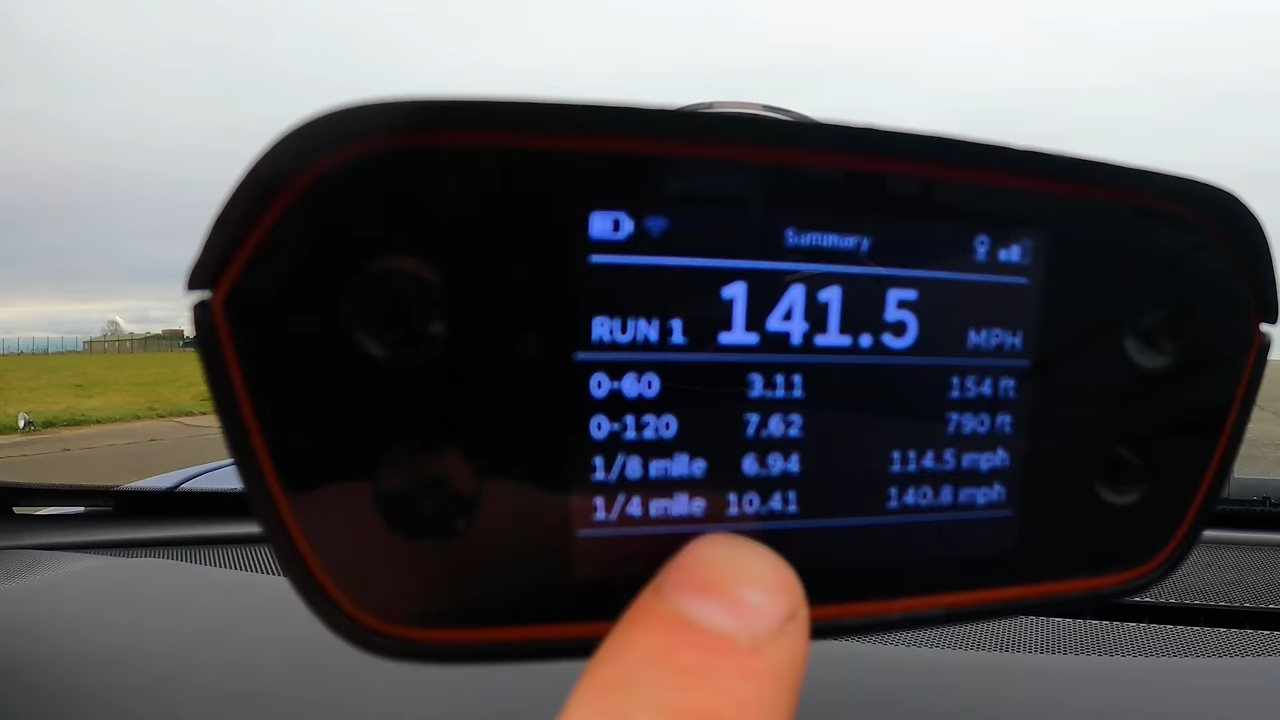 Summary
RUN 1 141.5 MPH
0-60 3.11 154 ft
0-120 7.62 790 ft
1/8 mile 6.94 114.5 mph
1/4 mile 10.41 140.8 mph